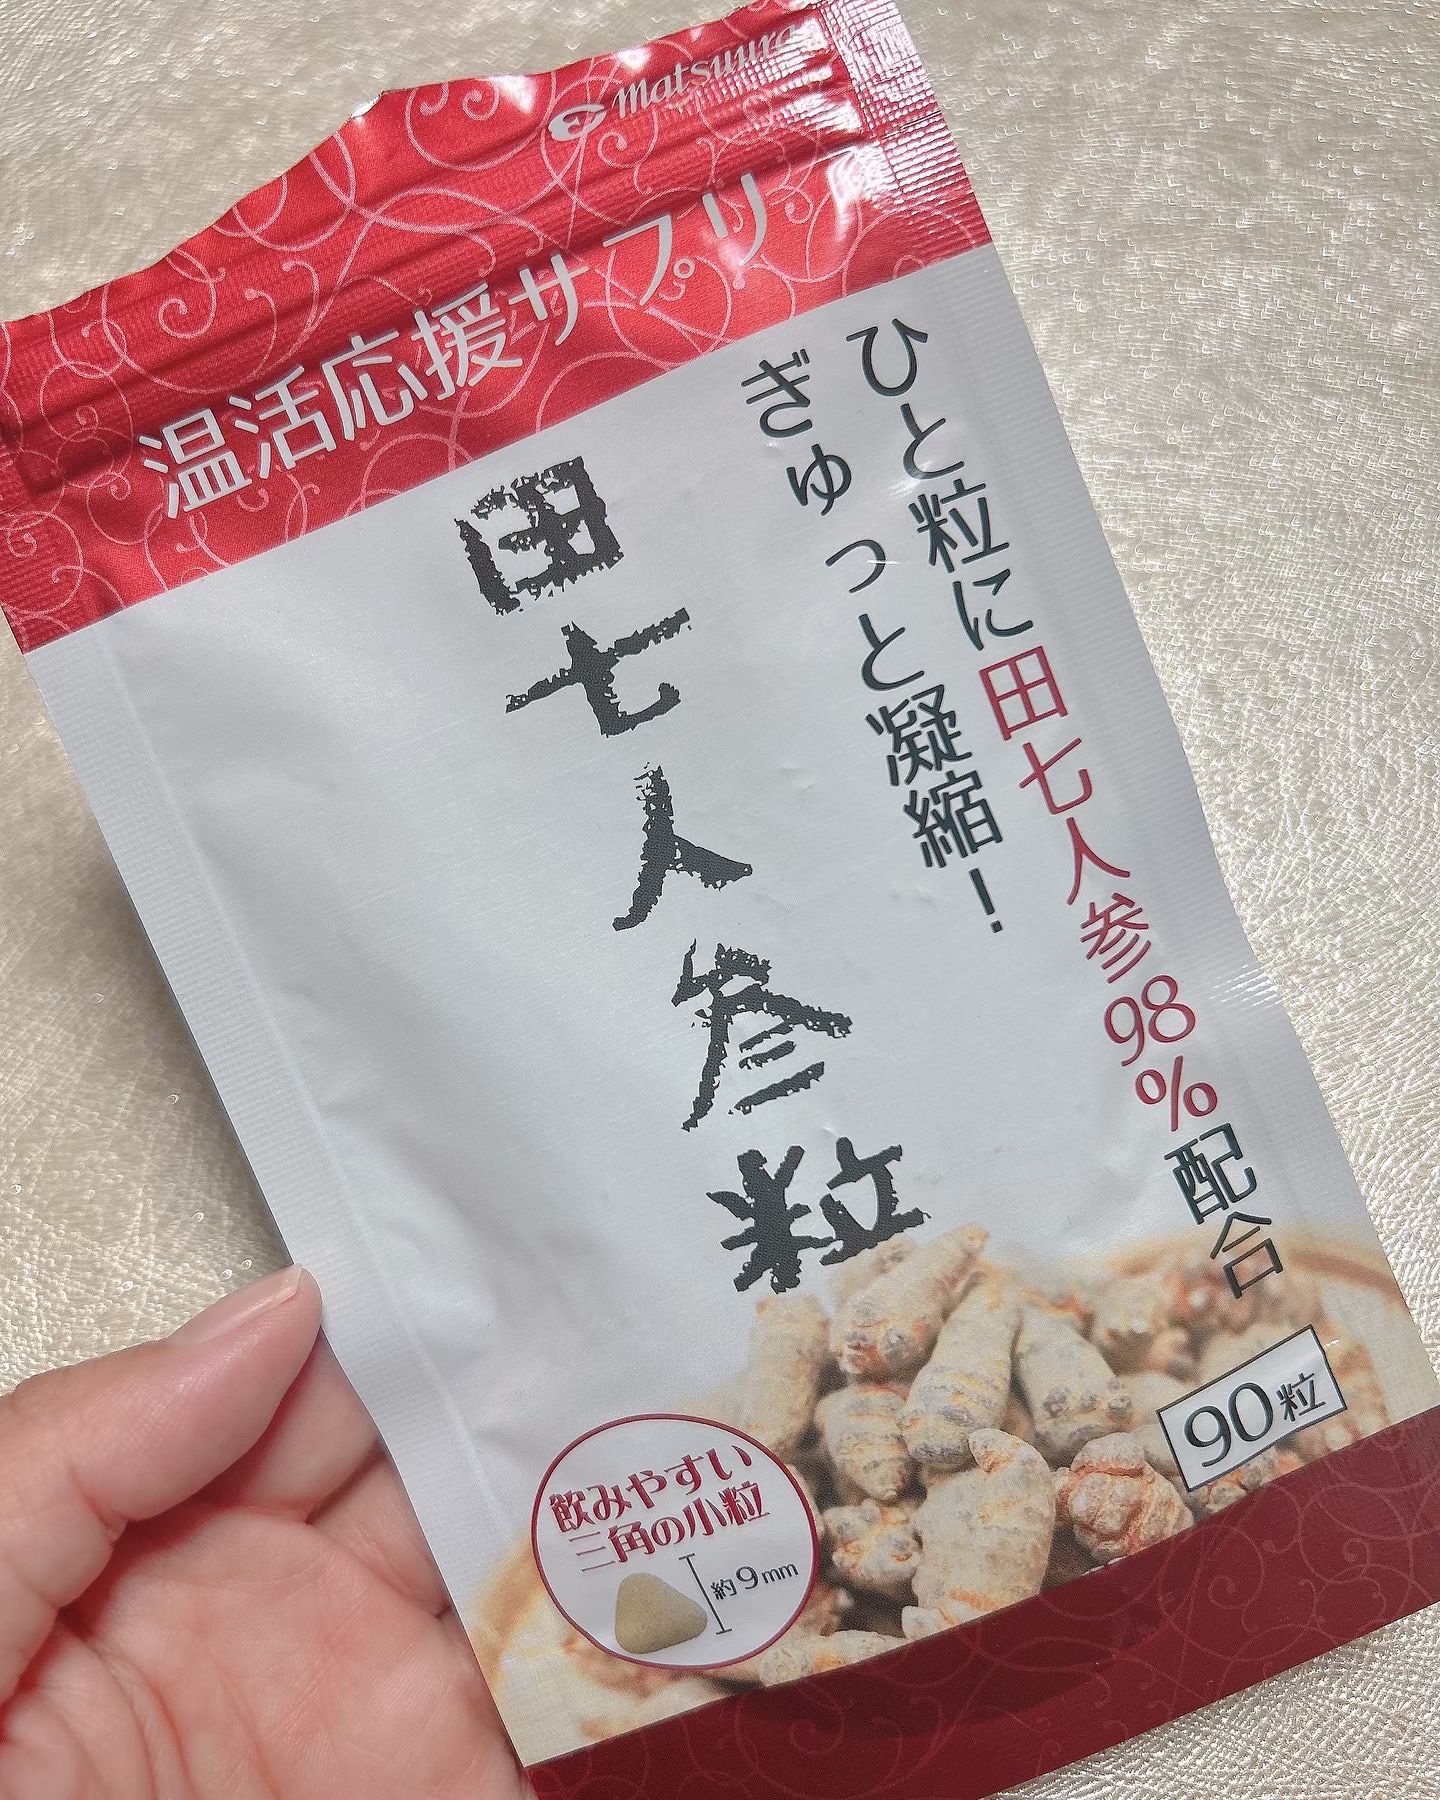 matsuura
温活応援サプリ
ひと粒に田七人参98%配合
ぎゅっと凝縮!
田七人参粒
90粒
飲みやすい
三角の小粒
約9mm